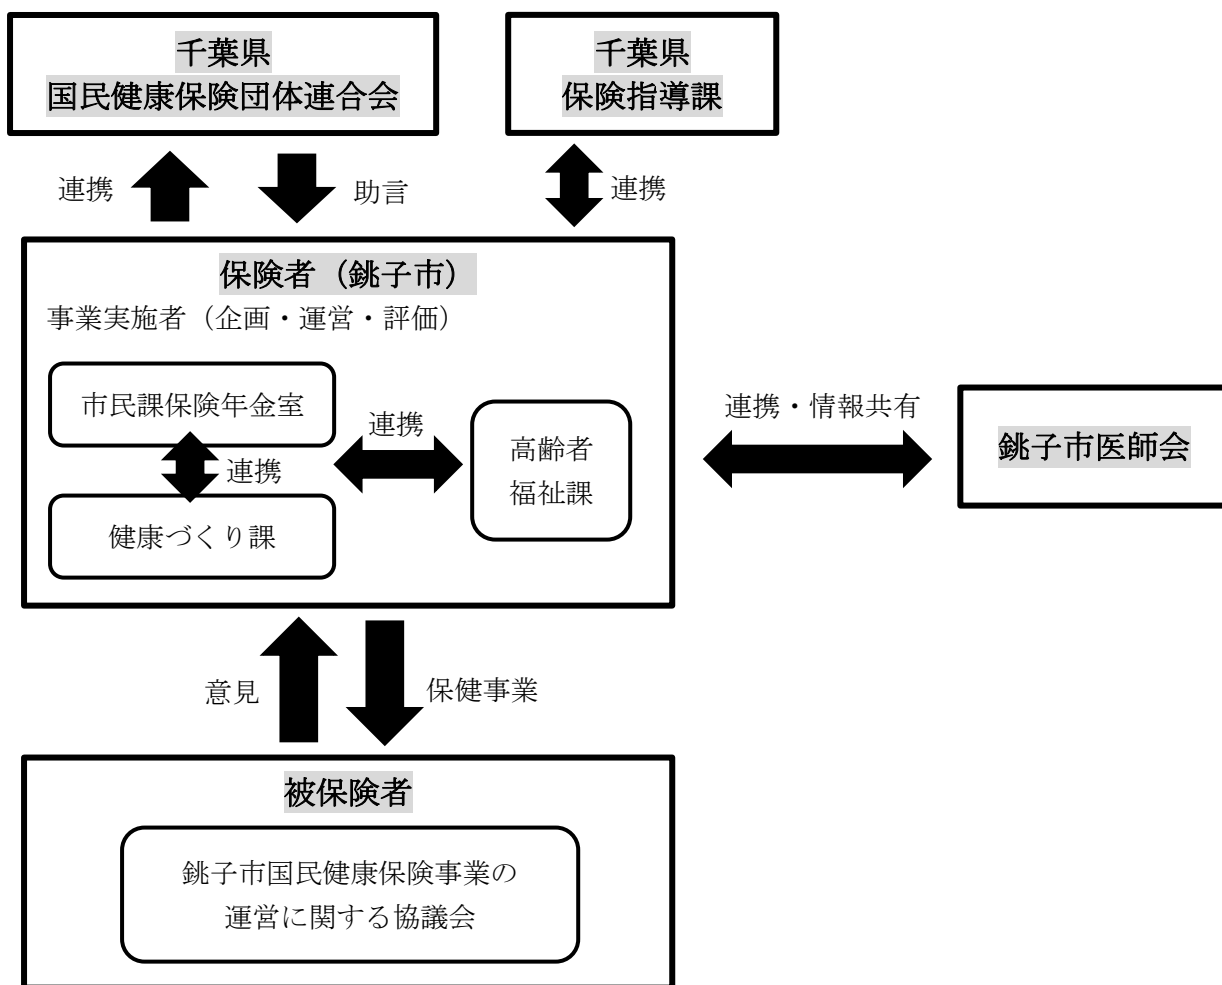 千葉県
国民健康保険団体連合会
千葉県
保険指導課
連携
助言
連携
保険者（銚子市）
事業実施者（企画・運営・評価）
市民課保険年金室
連携
健康づくり課
連携
高齢者
福祉課
連携・情報共有
銚子市医師会
意見
保健事業
被保険者
銚子市国民健康保険事業の
運営に関する協議会